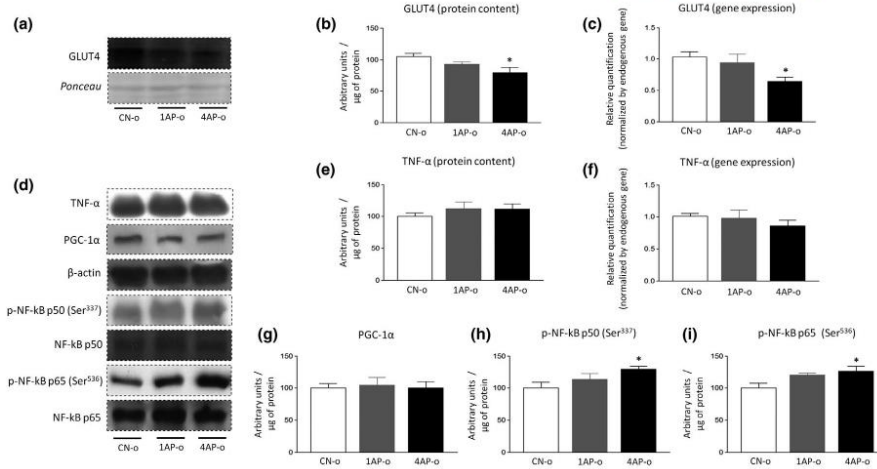 (a)
GLUT4
Ponceau
CN-o 1AP-o 4AP-o
(b)
GLUT4 (protein content)
Arbitrary units /
µg of protein
150
100
50
0
*
CN-o 1AP-o 4AP-o
(c)
GLUT4 (gene expression)
Relative quantification
(normalized by endogenous gene)
1.5
1.0
0.5
0.0
*
CN-o 1AP-o 4AP-o
(d)
TNF-α
PGC-1α
β-actin
p-NF-kB p50 (Ser337)
NF-kB p50
p-NF-kB p65 (Ser536)
NF-kB p65
CN-o 1AP-o 4AP-o
(e)
TNF-α (protein content)
Arbitrary units /
µg of protein
150
100
50
0
CN-o 1AP-o 4AP-o
(f)
TNF-α (gene expression)
Relative quantification
(normalized by endogenous gene)
1.5
1.0
0.5
0.0
CN-o 1AP-o 4AP-o
(g)
PGC-1α
Arbitrary units /
µg of protein
150
100
50
0
CN-o 1AP-o 4AP-o
(h)
p-NF-kB p50 (Ser337)
Arbitrary units /
µg of protein
150
100
50
0
*
CN-o 1AP-o 4AP-o
(i)
p-NF-kB p65 (Ser536)
Arbitrary units /
µg of protein
150
100
50
0
*
CN-o 1AP-o 4AP-o